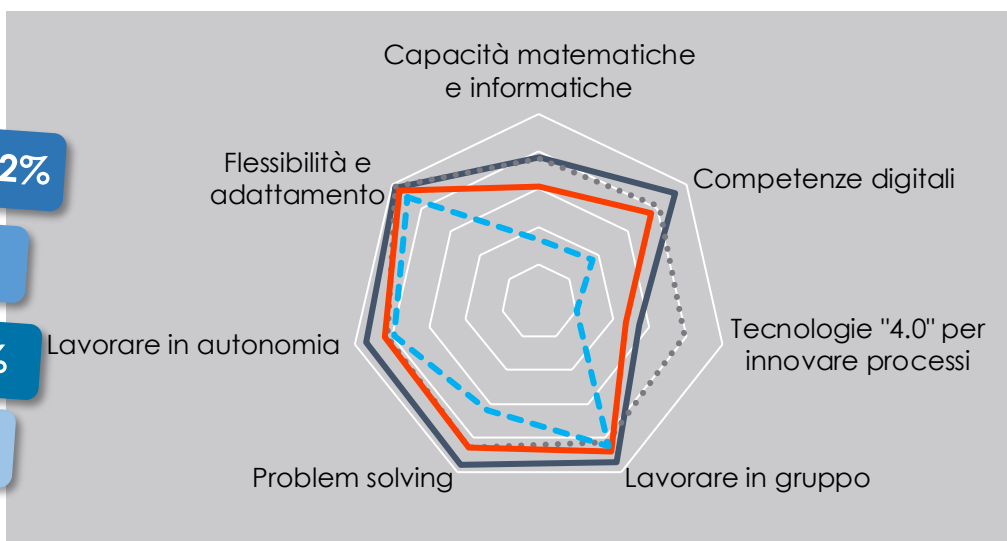 Capacità matematiche
e informatiche
2%
Flessibilità e
adattamento
Competenze digitali
Tecnologie "4.0" per
innovare processi
%
Lavorare in autonomia
Problem solving
Lavorare in gruppo